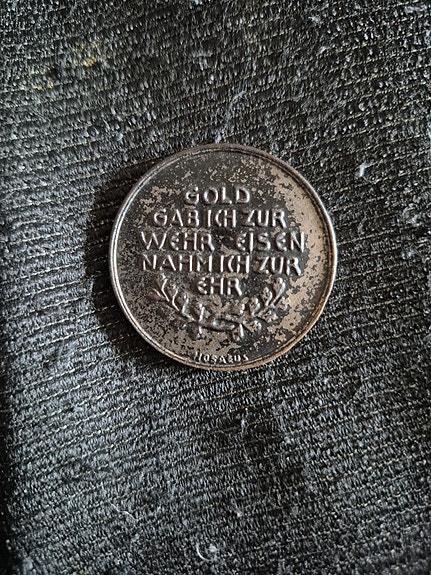 GOLD
GAB ICH ZUR
WEHR EISEN
NAHM ICH ZUR
EHR
HOSAEUS